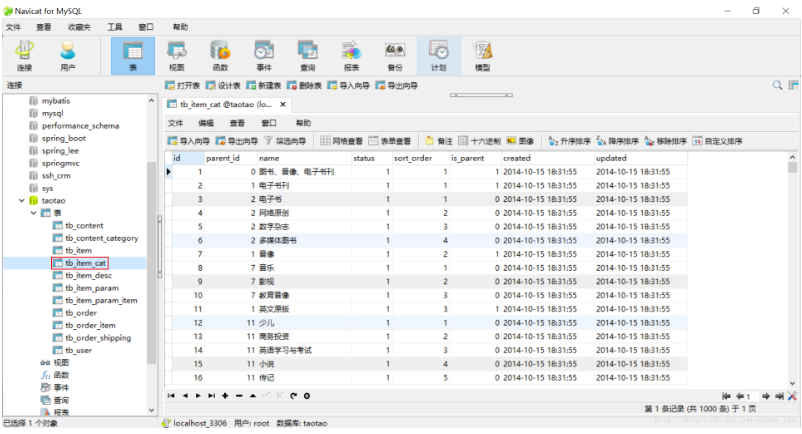 Navicat for MySQL
文件 查看 收藏夹 工具 窗口 帮助
连接 用户 表 视图 函数 事件 查询 报表 备份 计划 模型
连接 打开表 设计表 新建表 删除表 导入向导 导出向导
mybatis
mysql
performance_schema
spring_boot
spring_lee
springmvc
ssh_crm
sys
taotao
表
tb_content
tb_content_category
tb_item
tb_item_cat
tb_item_desc
tb_item_param
tb_item_param_item
tb_order
tb_order_item
tb_order_shipping
tb_user
视图
函数
事件
查询
报表
tb_item_cat @taotao (lo...
文件 编辑 查看 窗口 帮助
导入向导 导出向导 筛选向导 网格查看 表单查看 备注 十六进制 图像 升序排序 降序排序 移除排序 自定义排序
id parent_id name status sort_order is_parent created updated
1 0 图书、音像、电子书刊 1 1 1 2014-10-15 18:31:55 2014-10-15 18:31:55
2 1 电子书刊 1 1 1 2014-10-15 18:31:55 2014-10-15 18:31:55
3 2 电子书 1 1 0 2014-10-15 18:31:55 2014-10-15 18:31:55
4 2 网络原创 1 2 0 2014-10-15 18:31:55 2014-10-15 18:31:55
5 2 数字杂志 1 3 0 2014-10-15 18:31:55 2014-10-15 18:31:55
6 2 多媒体图书 1 4 0 2014-10-15 18:31:55 2014-10-15 18:31:55
7 1 音像 1 2 1 2014-10-15 18:31:55 2014-10-15 18:31:55
8 7 音乐 1 1 0 2014-10-15 18:31:55 2014-10-15 18:31:55
9 7 影视 1 2 0 2014-10-15 18:31:55 2014-10-15 18:31:55
10 7 教育音像 1 3 0 2014-10-15 18:31:55 2014-10-15 18:31:55
11 1 英文原版 1 3 1 2014-10-15 18:31:55 2014-10-15 18:31:55
12 11 少儿 1 1 0 2014-10-15 18:31:55 2014-10-15 18:31:55
13 11 商务投资 1 2 0 2014-10-15 18:31:55 2014-10-15 18:31:55
14 11 英语学习与考试 1 3 0 2014-10-15 18:31:55 2014-10-15 18:31:55
15 11 小说 1 4 0 2014-10-15 18:31:55 2014-10-15 18:31:55
16 11 传记 1 5 0 2014-10-15 18:31:55 2014-10-15 18:31:55
第 1 条记录 (共 1000 条) 于 1 页
已选择 1 个对象 localhost_3306 用户: root 数据库: taotao